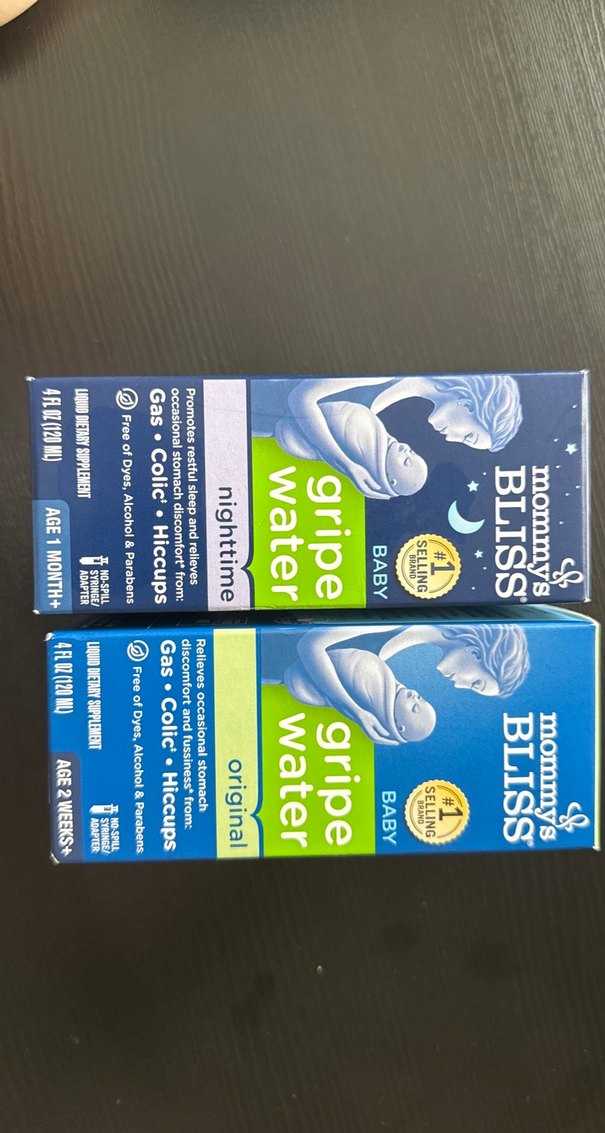 mommy's
BLISS®
#1
SELLING
BRAND
BABY
gripe
water
nighttime
Promotes restful sleep and relieves
occasional stomach discomfort* from:
Gas • Colic‡ • Hiccups
Free of Dyes, Alcohol & Parabens
LIQUID DIETARY SUPPLEMENT
4 FL OZ (120 ML)
NO-SPILL
SYRINGE/
ADAPTER
AGE 1 MONTH+
mommy's
BLISS®
#1
SELLING
BRAND
BABY
gripe
water
original
Relieves occasional stomach
discomfort and fussiness* from:
Gas • Colic‡ • Hiccups
Free of Dyes, Alcohol & Parabens
LIQUID DIETARY SUPPLEMENT
4 FL OZ (120 ML)
NO-SPILL
SYRINGE/
ADAPTER
AGE 2 WEEKS+